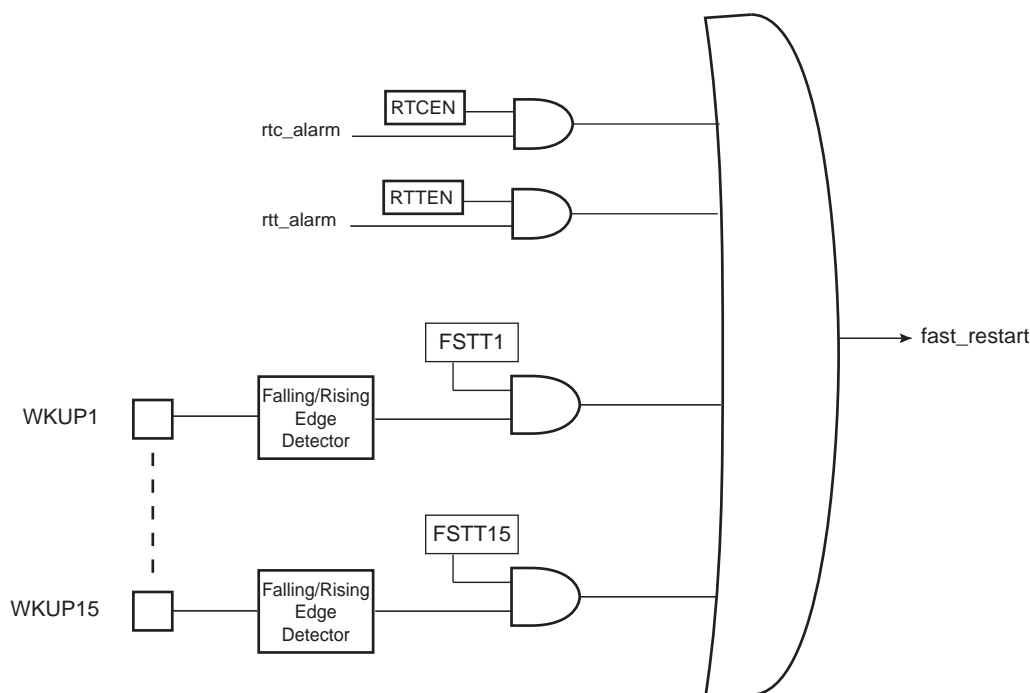 RTCEN
rtc_alarm
RTTEN
rtt_alarm
fast_restart
FSTT1
WKUP1
Falling/Rising
Edge
Detector
FSTT15
WKUP15
Falling/Rising
Edge
Detector